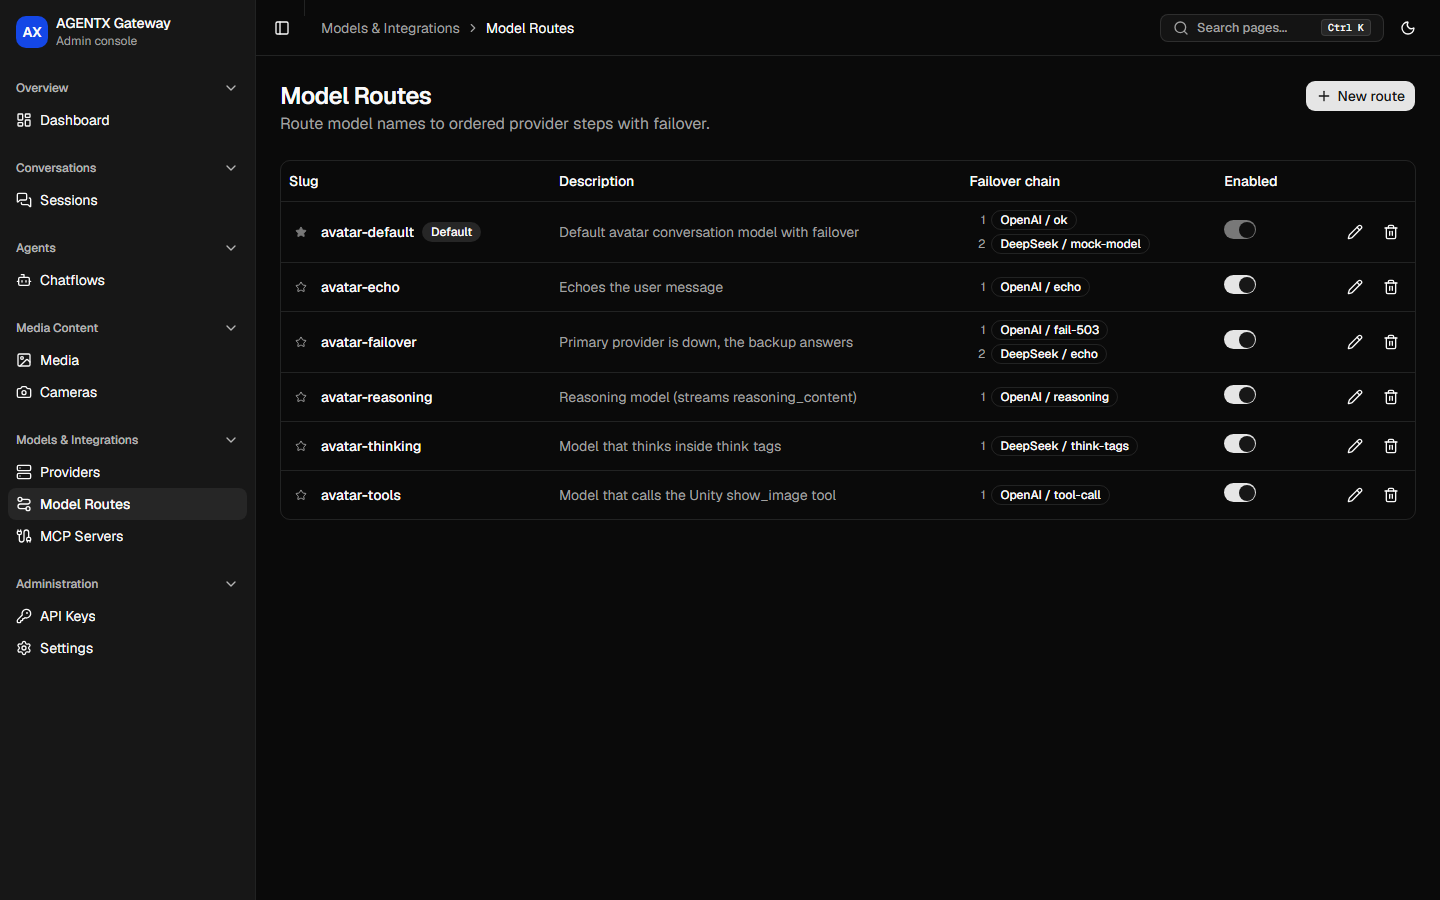 AX
AGENTX Gateway
Admin console
Overview
Dashboard
Conversations
Sessions
Agents
Chatflows
Media Content
Media
Cameras
Models & Integrations
Providers
Model Routes
MCP Servers
Administration
API Keys
Settings
Models & Integrations > Model Routes
Search pages... Ctrl K
Model Routes
Route model names to ordered provider steps with failover.
+ New route
Slug Description Failover chain Enabled
avatar-default Default Default avatar conversation model with failover
1 OpenAI / ok
2 DeepSeek / mock-model
avatar-echo Echoes the user message 1 OpenAI / echo
avatar-failover Primary provider is down, the backup answers
1 OpenAI / fail-503
2 DeepSeek / echo
avatar-reasoning Reasoning model (streams reasoning_content) 1 OpenAI / reasoning
avatar-thinking Model that thinks inside think tags 1 DeepSeek / think-tags
avatar-tools Model that calls the Unity show_image tool 1 OpenAI / tool-call